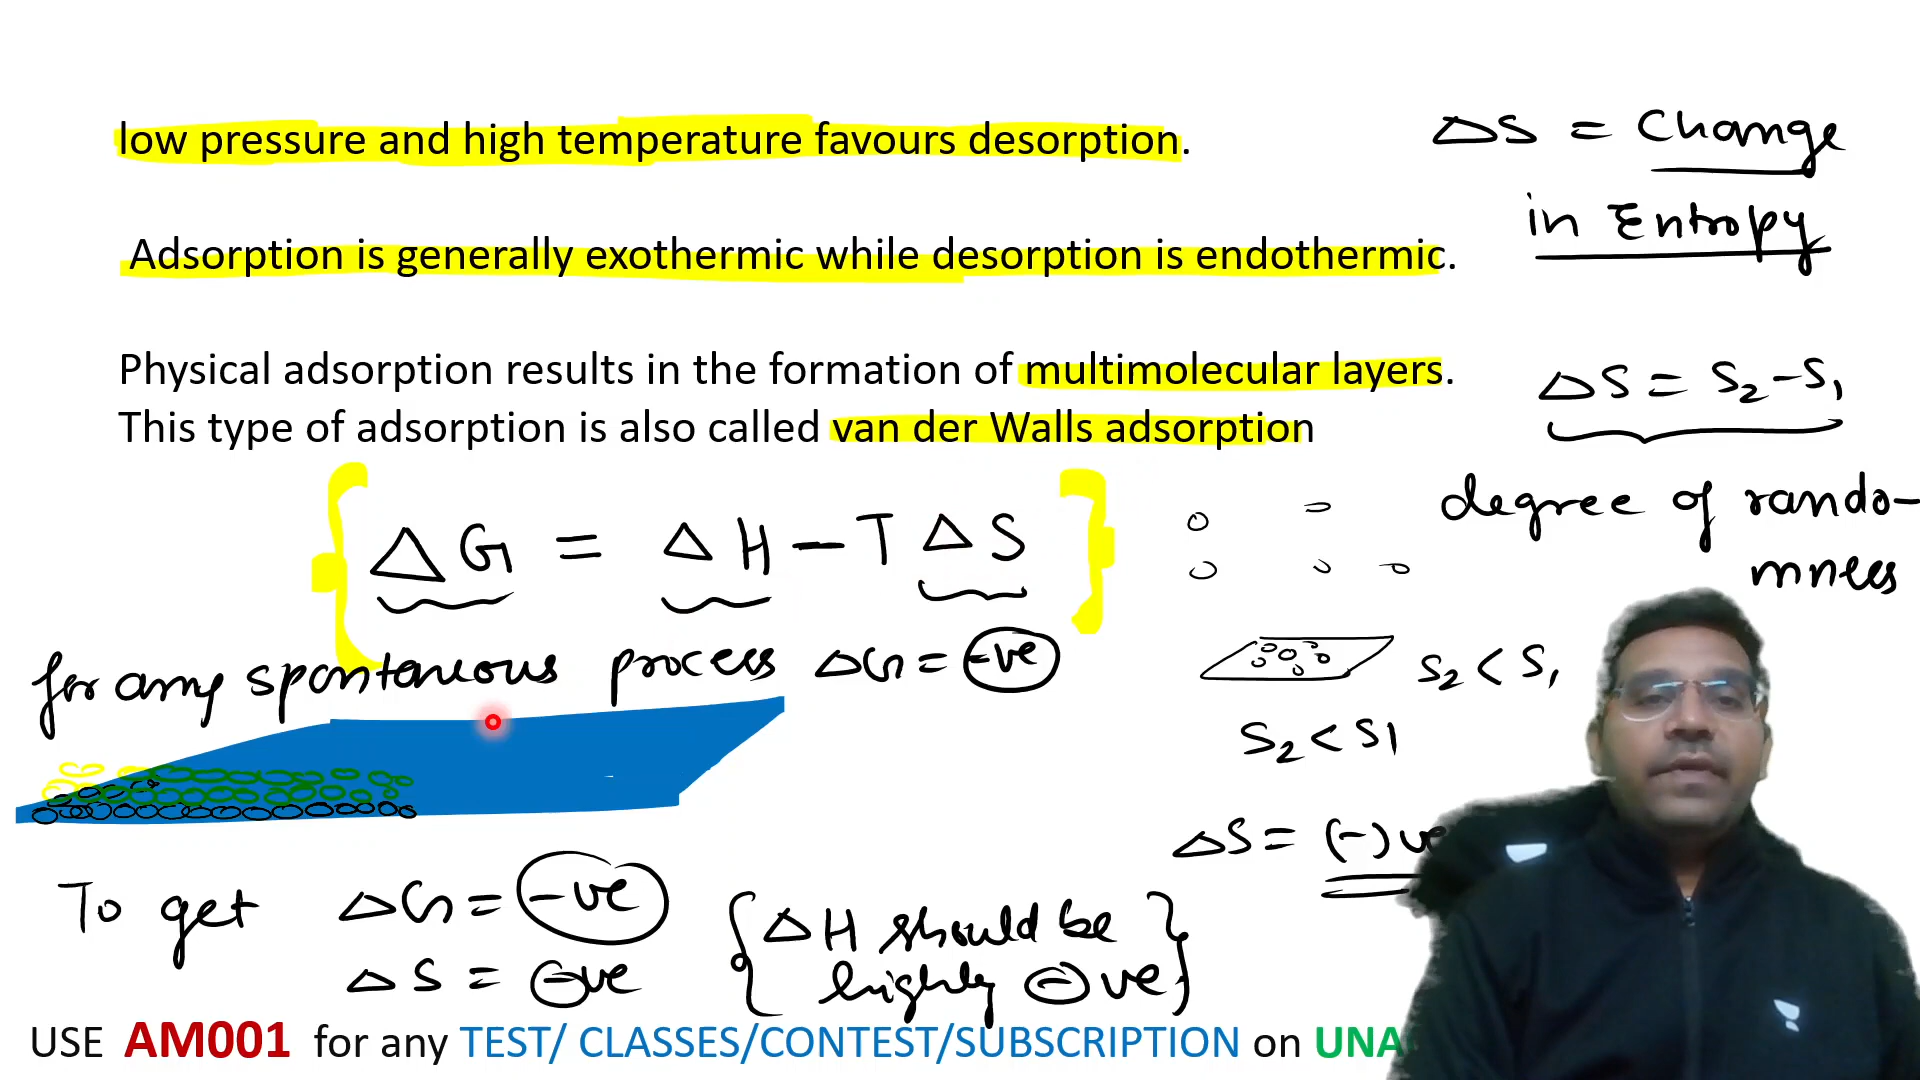 low pressure and high temperature favours desorption.
Adsorption is generally exothermic while desorption is endothermic.
Physical adsorption results in the formation of multimolecular layers.
This type of adsorption is also called van der Walls adsorption
ΔG = ΔH – T ΔS
for any spontaneous process ΔG = -ve
To get ΔG = -ve
ΔS = ⊖ve
{ΔH should be
highly ⊖ ve}
ΔS = Change
in Entropy
ΔS = S₂ – S₁
degree of rando-
mness
S₂ < S₁
S₂ < S1
ΔS = (-) ve
USE AM001 for any TEST/ CLASSES/CONTEST/SUBSCRIPTION on UNA